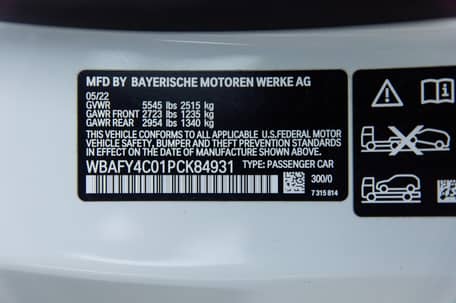 MFD BY BAYERISCHE MOTOREN WERKE AG
05/22
GVWR 5545 lbs 2515 kg
GAWR FRONT 2723 lbs 1235 kg
GAWR REAR 2954 lbs 1340 kg
THIS VEHICLE CONFORMS TO ALL APPLICABLE U.S.FEDERAL MOTOR
VEHICLE SAFETY, BUMPER, AND THEFT PREVENTION STANDARDS
IN EFFECT ON THE DATE OF MANUFACTURE SHOWN ABOVE.
WBAFY4C01PCK84931 TYPE: PASSENGER CAR
300/0
7 315 814